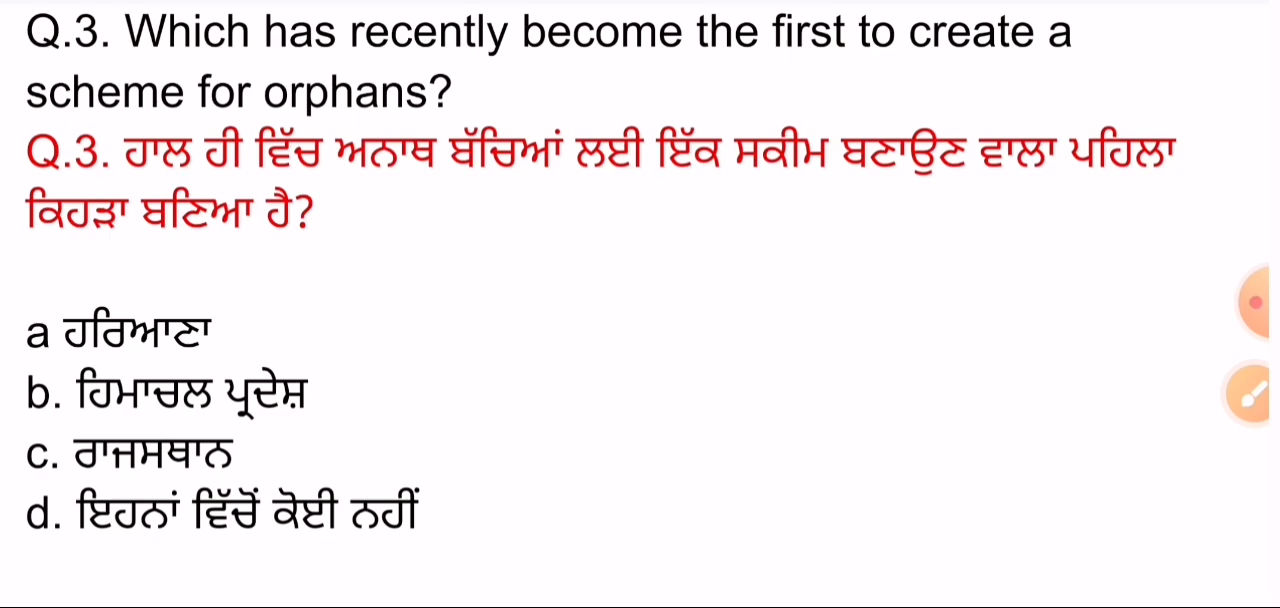 Q.3. Which has recently become the first to create a
scheme for orphans?
Q.3. ਹਾਲ ਹੀ ਵਿੱਚ ਅਨਾਥ ਬੱਚਿਆਂ ਲਈ ਇੱਕ ਸਕੀਮ ਬਣਾਉਣ ਵਾਲਾ ਪਹਿਲਾ
ਕਿਹੜਾ ਬਣਿਆ ਹੈ?
a ਹਰਿਆਣਾ
b. ਹਿਮਾਚਲ ਪ੍ਰਦੇਸ਼
c. ਰਾਜਸਥਾਨ
d. ਇਹਨਾਂ ਵਿੱਚੋਂ ਕੋਈ ਨਹੀਂ